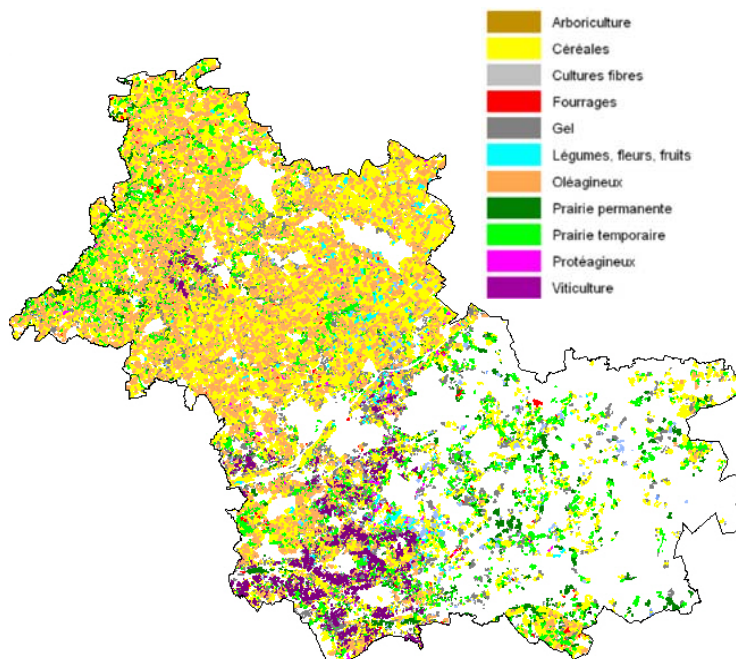 Arboriculture
Céréales
Cultures fibres
Fourrages
Gel
Légumes, fleurs, fruits
Oléagineux
Prairie permanente
Prairie temporaire
Protéagineux
Viticulture